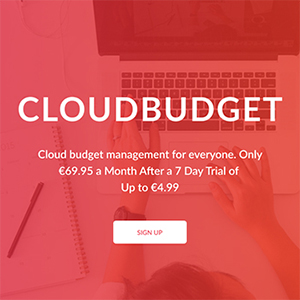 CLOUDBUDGET
Cloud budget management for everyone. Only
€69.95 a Month After a 7 Day Trial of
Up to €4.99
SIGN UP